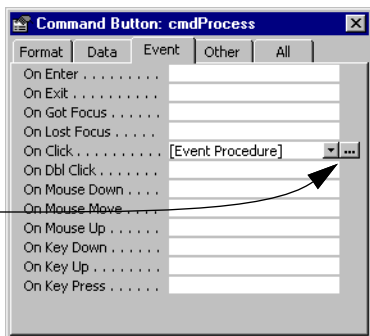 Command Button: cmdProcess
Format Data Event Other All
On Enter . . . . . . . . .
On Exit . . . . . . . . . .
On Got Focus . . . . . .
On Lost Focus . . . . .
On Click . . . . . . . . . . [Event Procedure] ...
On Dbl Click . . . . . . .
On Mouse Down . . . .
On Mouse Move . . . .
On Mouse Up . . . . . .
On Key Down . . . . . .
On Key Up . . . . . . . .
On Key Press . . . . . .